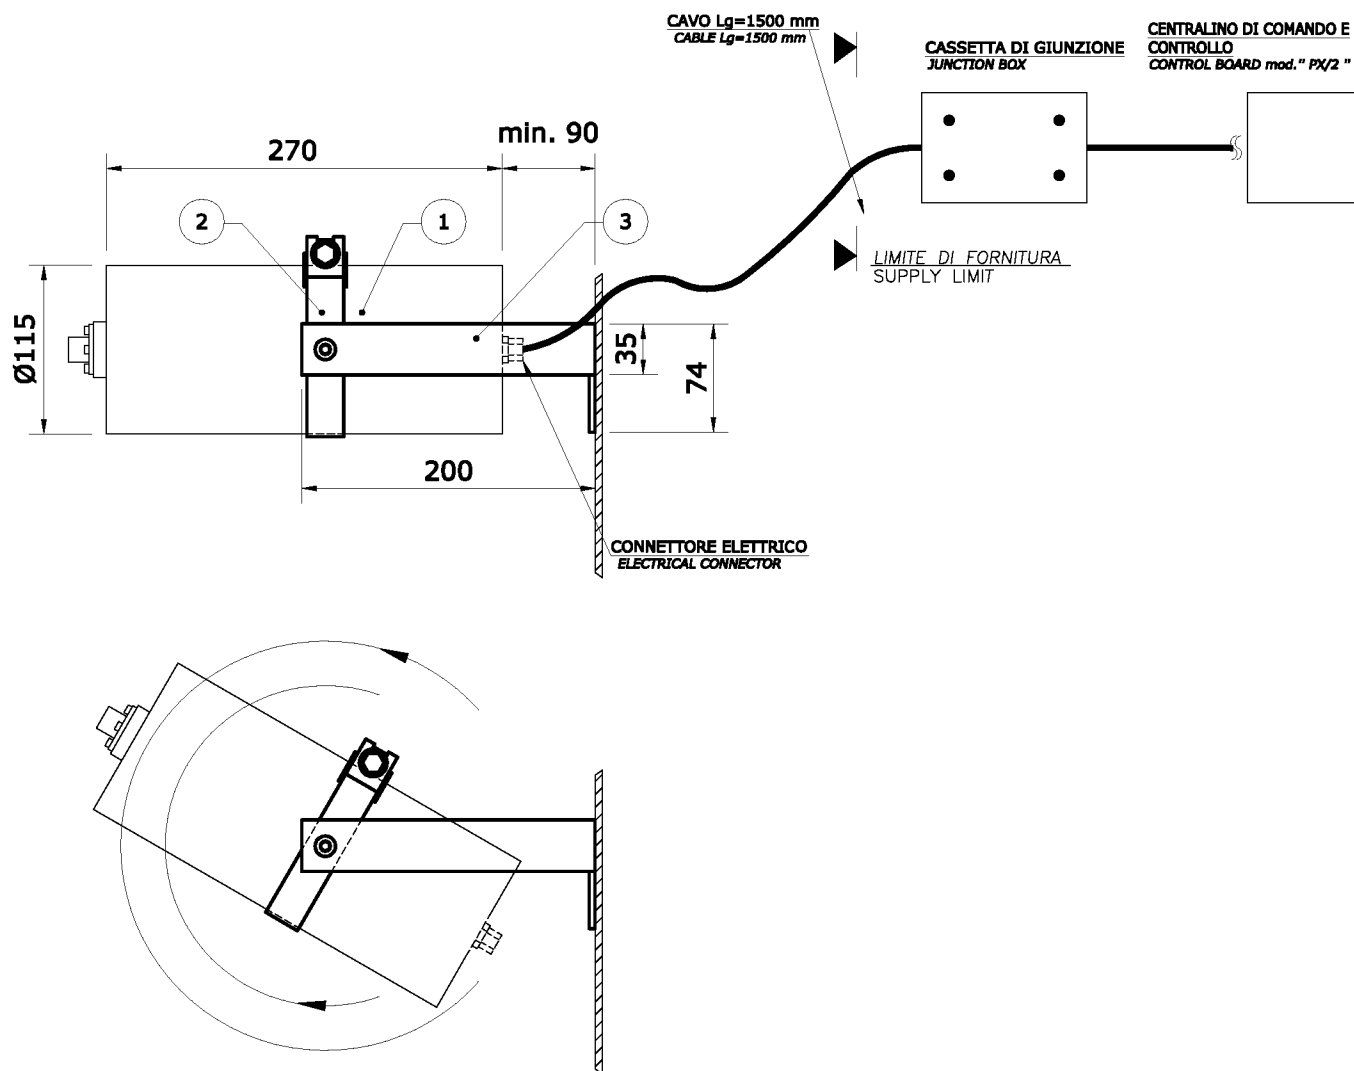 CAVO Lg=1500 mm
CABLE Lg=1500 mm
CASSETTA DI GIUNZIONE
JUNCTION BOX
CENTRALINO DI COMANDO E
CONTROLLO
CONTROL BOARD mod." PX/2 "
270
min. 90
2
1
3
LIMITE DI FORNITURA
SUPPLY LIMIT
Ø115
35
74
200
CONNETTORE ELETTRICO
ELECTRICAL CONNECTOR